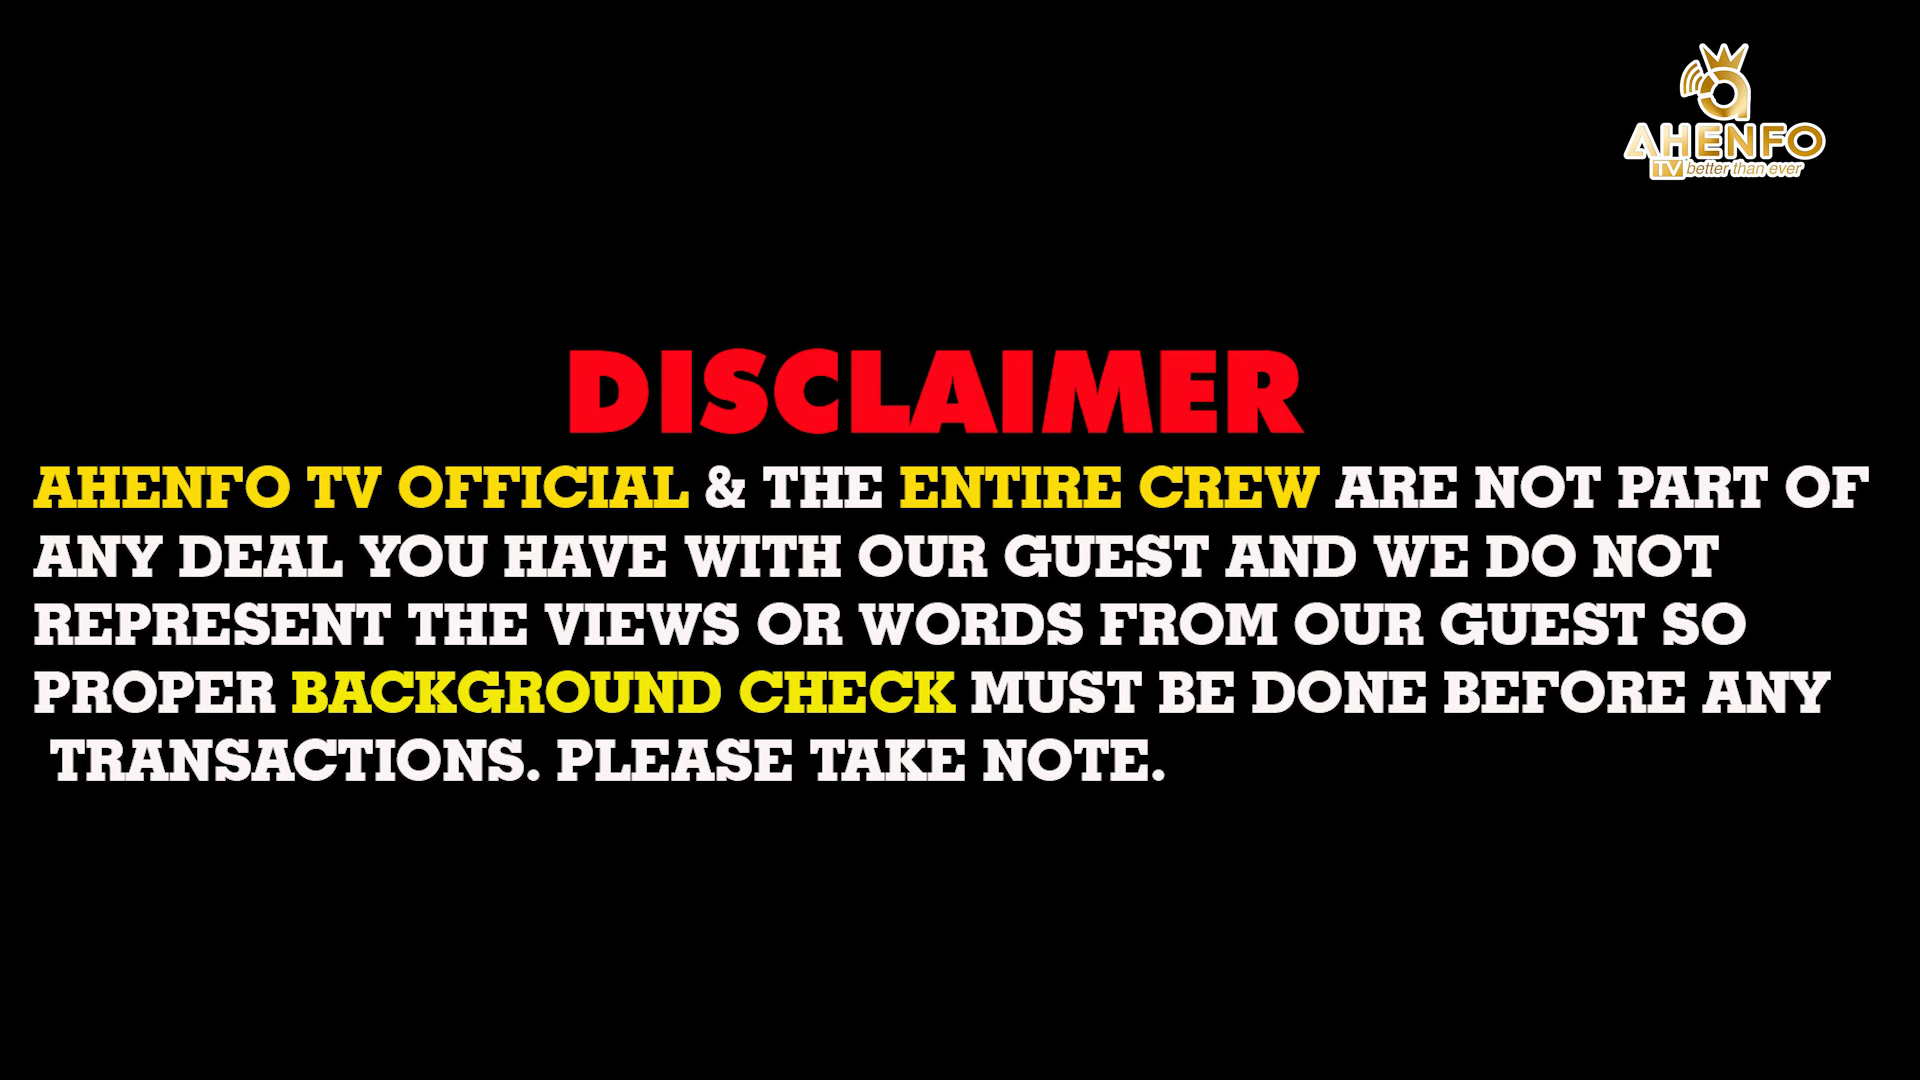 AHENFO
TV better than ever
DISCLAIMER
AHENFO TV OFFICIAL & THE ENTIRE CREW ARE NOT PART OF
ANY DEAL YOU HAVE WITH OUR GUEST AND WE DO NOT
REPRESENT THE VIEWS OR WORDS FROM OUR GUEST SO
PROPER BACKGROUND CHECK MUST BE DONE BEFORE ANY
TRANSACTIONS. PLEASE TAKE NOTE.